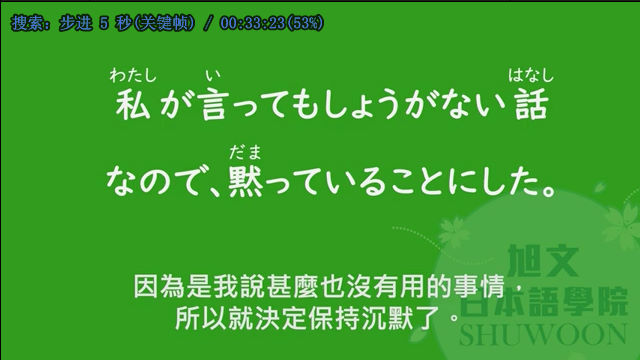 搜索: 步进 5 秒(关键帧) / 00:33:23(53%)
わたし い はなし
私が言ってもしょうがない話
だま
なので、黙っていることにした。
因為是我說甚麼也沒有用的事情，
所以就決定保持沉默了。
旭文
日本語學院
SHUWOON